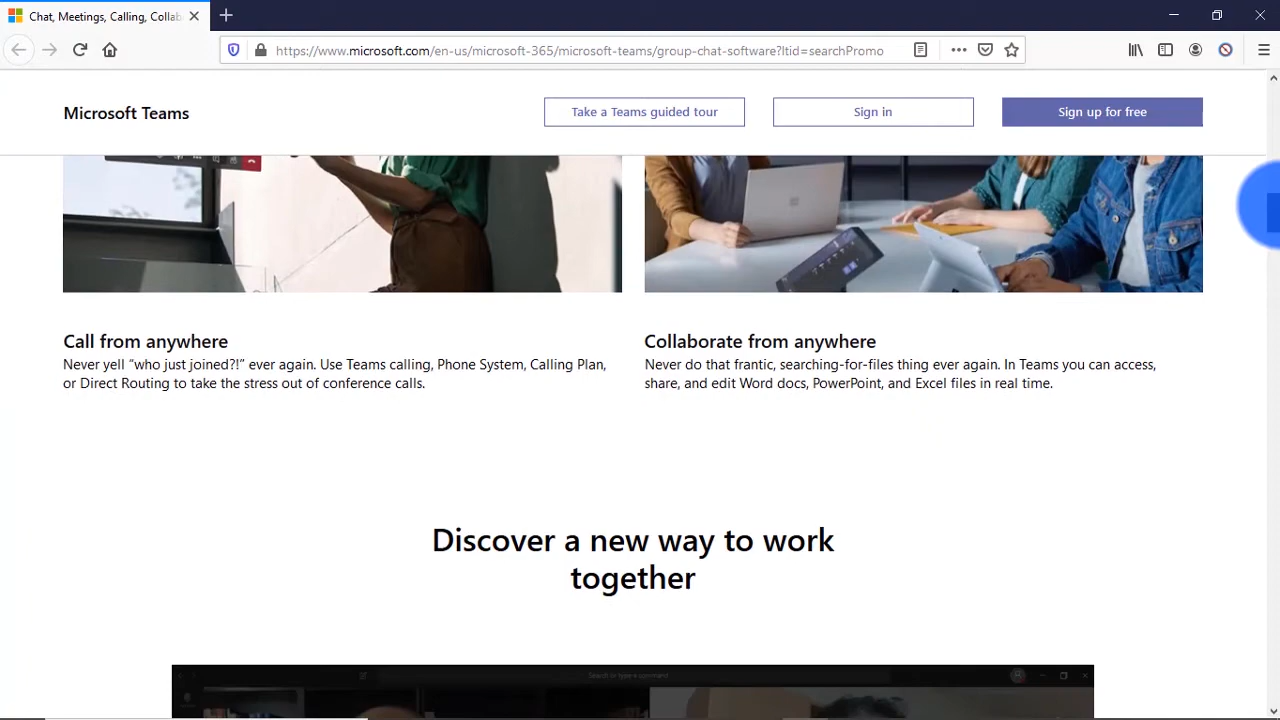 Chat, Meetings, Calling, Collab
https://www.microsoft.com/en-us/microsoft-365/microsoft-teams/group-chat-software?ltid=searchPromo
Microsoft Teams
Take a Teams guided tour
Sign in
Sign up for free
Call from anywhere
Never yell “who just joined?!” ever again. Use Teams calling, Phone System, Calling Plan,
or Direct Routing to take the stress out of conference calls.
Collaborate from anywhere
Never do that frantic, searching-for-files thing ever again. In Teams you can access,
share, and edit Word docs, PowerPoint, and Excel files in real time.
Discover a new way to work
together
Search or type a command